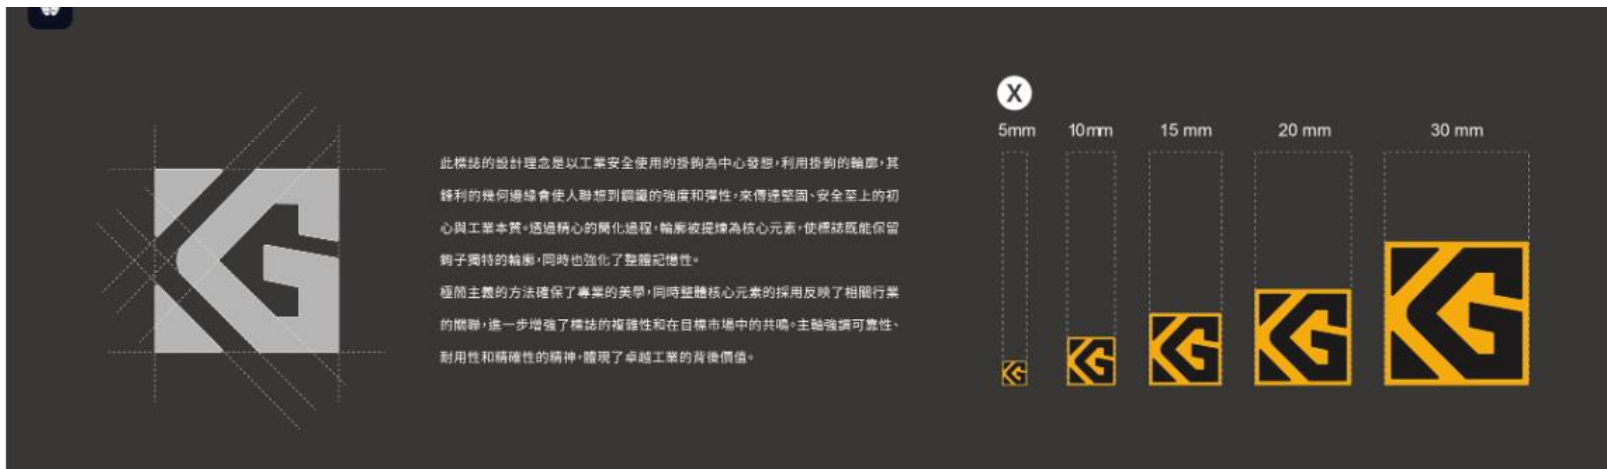 此標誌的設計理念是以工業安全使用的掛鉤為中心發想，利用掛鉤的輪廓，其
鋒利的幾何邊緣會使人聯想到鋼鐵的強度和彈性，來傳達堅固、安全至上的初
心與工業本質。透過精心的簡化過程，輪廓被提煉為核心元素，使標誌既能保留
鉤子獨特的輪廓，同時也強化了整體記憶性。
極簡主義的方法確保了專業的美學，同時整體核心元素的採用反映了相關行業
的關聯，進一步增強了標誌的複雜性和在目標市場中的共鳴。主軸強調可靠性、
耐用性和精確性的精神，體現了卓越工業的背後價值。
X
5mm 10mm 15 mm 20 mm 30 mm
KG
KG KG KG KG KG